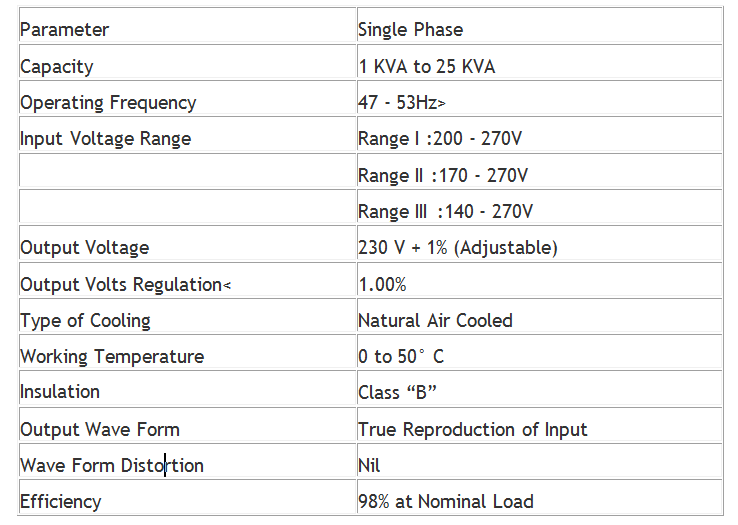 Parameter Single Phase
Capacity 1 KVA to 25 KVA
Operating Frequency 47 - 53Hz>
Input Voltage Range Range I :200 - 270V
Range II :170 - 270V
Range III :140 - 270V
Output Voltage 230 V + 1% (Adjustable)
Output Volts Regulation< 1.00%
Type of Cooling Natural Air Cooled
Working Temperature 0 to 50° C
Insulation Class “B”
Output Wave Form True Reproduction of Input
Wave Form Distortion Nil
Efficiency 98% at Nominal Load